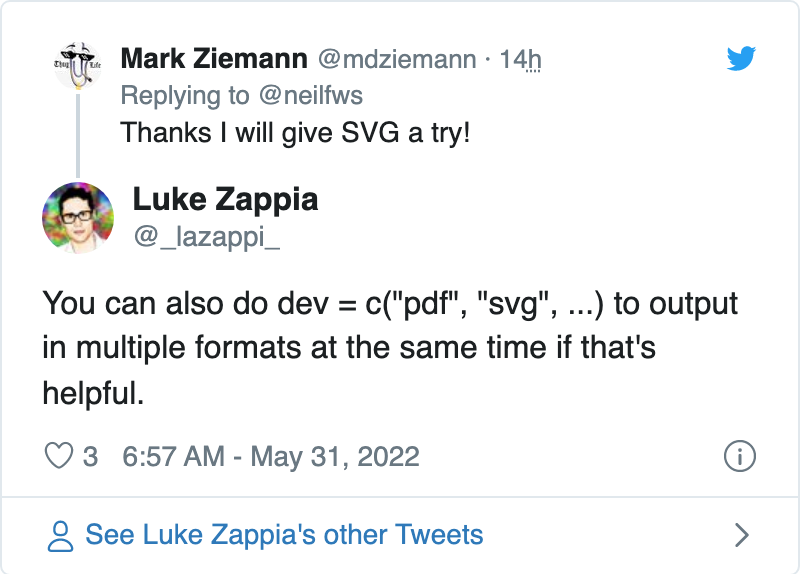 Thug Life
Mark Ziemann @mdziemann · 14h
Replying to @neilfws
Thanks I will give SVG a try!
Luke Zappia
@_lazappi_
You can also do dev = c("pdf", "svg", ...) to output
in multiple formats at the same time if that's
helpful.
3 6:57 AM - May 31, 2022
See Luke Zappia's other Tweets